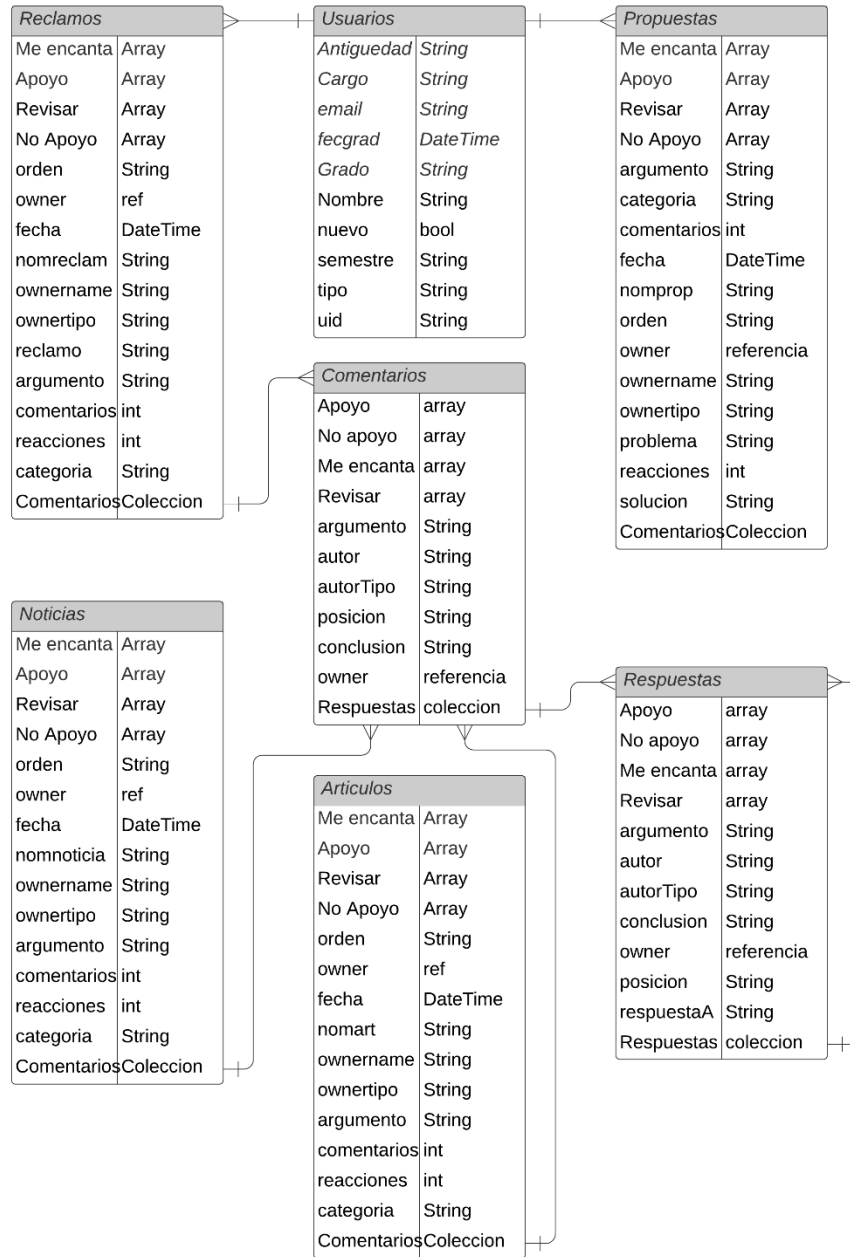 Reclamos
Me encanta Array
Apoyo Array
Revisar Array
No Apoyo Array
orden String
owner ref
fecha DateTime
nomreclam String
ownername String
ownertipo String
reclamo String
argumento String
comentarios int
reacciones int
categoria String
Comentarios Coleccion
Usuarios
Antiguedad String
Cargo String
email String
fecgrad DateTime
Grado String
Nombre String
nuevo bool
semestre String
tipo String
uid String
Propuestas
Me encanta Array
Apoyo Array
Revisar Array
No Apoyo Array
argumento String
categoria String
comentarios int
fecha DateTime
nomprop String
orden String
owner referencia
ownername String
ownertipo String
problema String
reacciones int
solucion String
Comentarios Coleccion
Comentarios
Apoyo array
No apoyo array
Me encanta array
Revisar array
argumento String
autor String
autorTipo String
posicion String
conclusion String
owner referencia
Respuestas coleccion
Noticias
Me encanta Array
Apoyo Array
Revisar Array
No Apoyo Array
orden String
owner ref
fecha DateTime
nomnoticia String
ownername String
ownertipo String
argumento String
comentarios int
reacciones int
categoria String
Comentarios Coleccion
Articulos
Me encanta Array
Apoyo Array
Revisar Array
No Apoyo Array
orden String
owner ref
fecha DateTime
nomart String
ownername String
ownertipo String
argumento String
comentarios int
reacciones int
categoria String
Comentarios Coleccion
Respuestas
Apoyo array
No apoyo array
Me encanta array
Revisar array
argumento String
autor String
autorTipo String
conclusion String
owner referencia
posicion String
respuestaA String
Respuestas coleccion